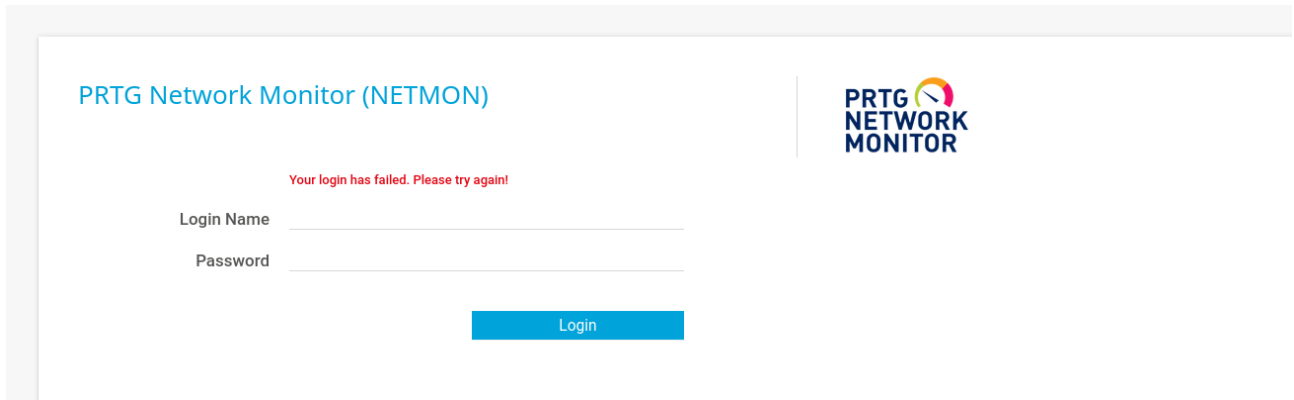 PRTG Network Monitor (NETMON)
PRTG
NETWORK
MONITOR
Your login has failed. Please try again!
Login Name
Password
Login